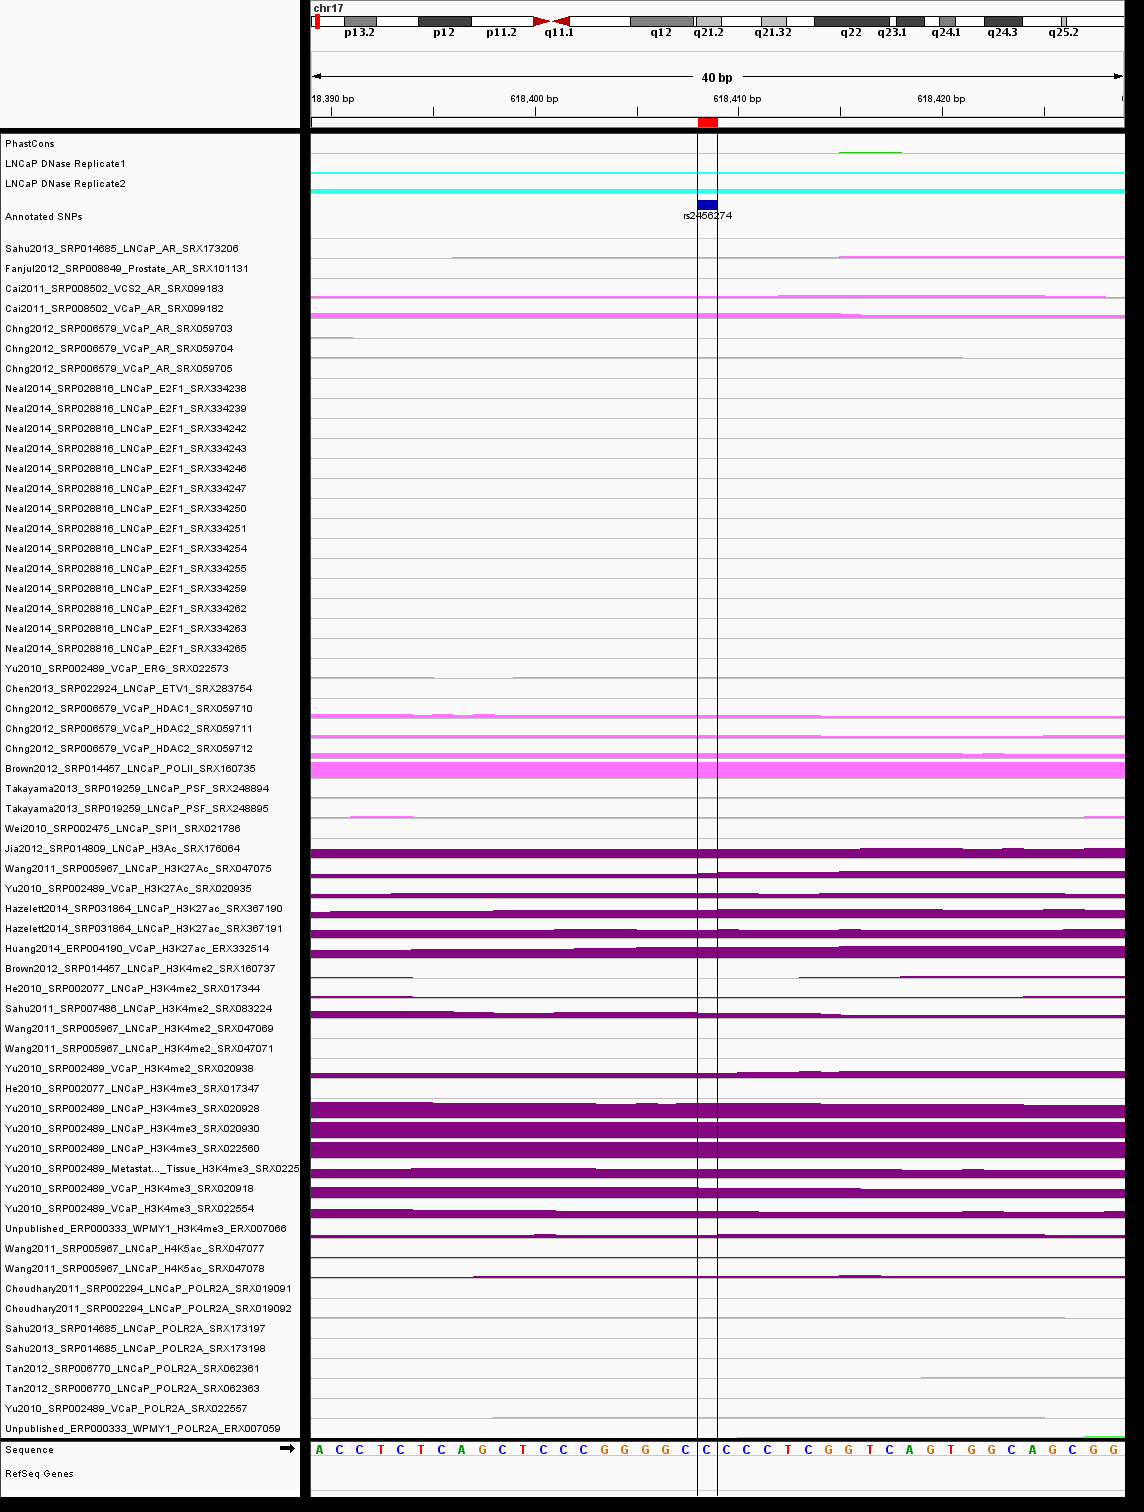 chr17
p13.2 p12 p11.2 q11.1 q12 q21.2 q21.32 q22 q23.1 q24.1 q24.3 q25.2
40 bp
18,390 bp 618,400 bp 618,410 bp 618,420 bp
PhastCons
LNCaP DNase Replicate1
LNCaP DNase Replicate2
Annotated SNPs rs2456274
Sahu2013_SRP014685_LNCaP_AR_SRX173206
Fanjul2012_SRP008849_Prostate_AR_SRX101131
Cai2011_SRP008502_VCS2_AR_SRX099183
Cai2011_SRP008502_VCaP_AR_SRX099182
Chng2012_SRP006579_VCaP_AR_SRX059703
Chng2012_SRP006579_VCaP_AR_SRX059704
Chng2012_SRP006579_VCaP_AR_SRX059705
Neal2014_SRP028816_LNCaP_E2F1_SRX334238
Neal2014_SRP028816_LNCaP_E2F1_SRX334239
Neal2014_SRP028816_LNCaP_E2F1_SRX334242
Neal2014_SRP028816_LNCaP_E2F1_SRX334243
Neal2014_SRP028816_LNCaP_E2F1_SRX334246
Neal2014_SRP028816_LNCaP_E2F1_SRX334247
Neal2014_SRP028816_LNCaP_E2F1_SRX334250
Neal2014_SRP028816_LNCaP_E2F1_SRX334251
Neal2014_SRP028816_LNCaP_E2F1_SRX334254
Neal2014_SRP028816_LNCaP_E2F1_SRX334255
Neal2014_SRP028816_LNCaP_E2F1_SRX334259
Neal2014_SRP028816_LNCaP_E2F1_SRX334262
Neal2014_SRP028816_LNCaP_E2F1_SRX334263
Neal2014_SRP028816_LNCaP_E2F1_SRX334265
Yu2010_SRP002489_VCaP_ERG_SRX022573
Chen2013_SRP022924_LNCaP_ETV1_SRX283754
Chng2012_SRP006579_VCaP_HDAC1_SRX059710
Chng2012_SRP006579_VCaP_HDAC2_SRX059711
Chng2012_SRP006579_VCaP_HDAC2_SRX059712
Brown2012_SRP014457_LNCaP_POLII_SRX160735
Takayama2013_SRP019259_LNCaP_PSF_SRX248894
Takayama2013_SRP019259_LNCaP_PSF_SRX248895
Wei2010_SRP002475_LNCaP_SPI1_SRX021786
Jia2012_SRP014809_LNCaP_H3Ac_SRX176064
Wang2011_SRP005967_LNCaP_H3K27Ac_SRX047075
Yu2010_SRP002489_VCaP_H3K27Ac_SRX020935
Hazelett2014_SRP031864_LNCaP_H3K27ac_SRX367190
Hazelett2014_SRP031864_LNCaP_H3K27ac_SRX367191
Huang2014_ERP004190_VCaP_H3K27ac_ERX332514
Brown2012_SRP014457_LNCaP_H3K4me2_SRX160737
He2010_SRP002077_LNCaP_H3K4me2_SRX017344
Sahu2011_SRP007486_LNCaP_H3K4me2_SRX083224
Wang2011_SRP005967_LNCaP_H3K4me2_SRX047069
Wang2011_SRP005967_LNCaP_H3K4me2_SRX047071
Yu2010_SRP002489_VCaP_H3K4me2_SRX020938
He2010_SRP002077_LNCaP_H3K4me3_SRX017347
Yu2010_SRP002489_LNCaP_H3K4me3_SRX020928
Yu2010_SRP002489_LNCaP_H3K4me3_SRX020930
Yu2010_SRP002489_LNCaP_H3K4me3_SRX022560
Yu2010_SRP002489_Metastat..._Tissue_H3K4me3_SRX0225
Yu2010_SRP002489_VCaP_H3K4me3_SRX020918
Yu2010_SRP002489_VCaP_H3K4me3_SRX022554
Unpublished_ERP000333_WPMY1_H3K4me3_ERX007066
Wang2011_SRP005967_LNCaP_H4K5ac_SRX047077
Wang2011_SRP005967_LNCaP_H4K5ac_SRX047078
Choudhary2011_SRP002294_LNCaP_POLR2A_SRX019091
Choudhary2011_SRP002294_LNCaP_POLR2A_SRX019092
Sahu2013_SRP014685_LNCaP_POLR2A_SRX173197
Sahu2013_SRP014685_LNCaP_POLR2A_SRX173198
Tan2012_SRP006770_LNCaP_POLR2A_SRX062361
Tan2012_SRP006770_LNCaP_POLR2A_SRX062363
Yu2010_SRP002489_VCaP_POLR2A_SRX022557
Unpublished_ERP000333_WPMY1_POLR2A_ERX007059
Sequence A C C T C T C A G C T C C C G G G G C C C C C T C G G T C A G T G G C A G C G G
RefSeq Genes